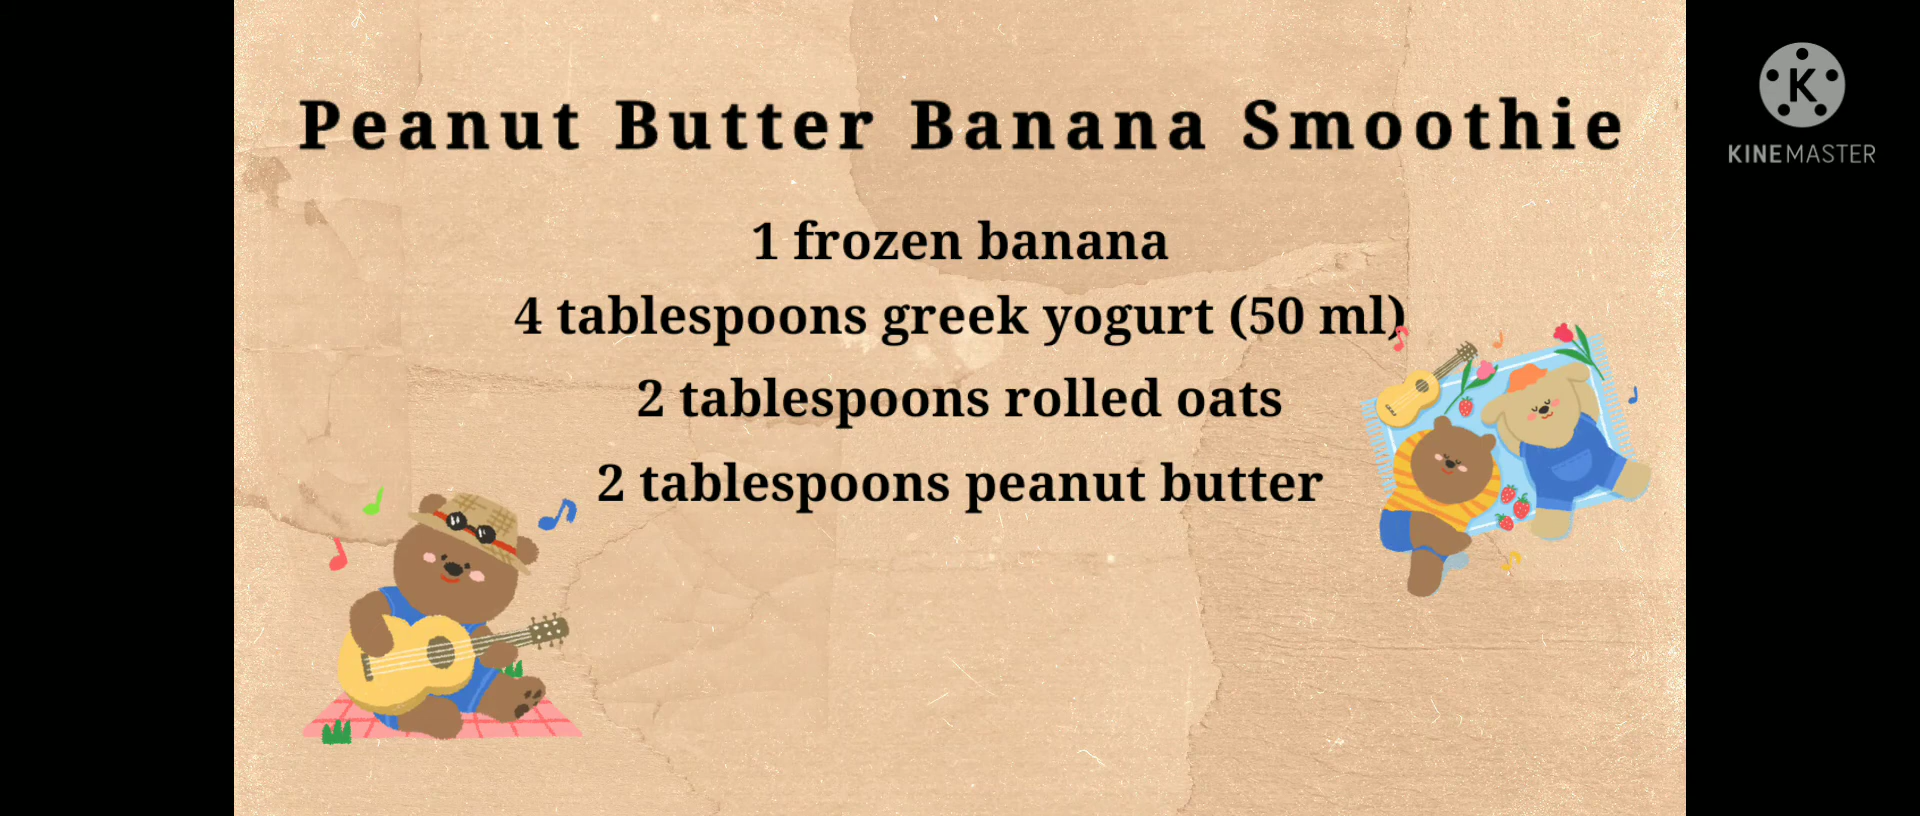 Peanut Butter Banana Smoothie
1 frozen banana
4 tablespoons greek yogurt (50 ml)
2 tablespoons rolled oats
2 tablespoons peanut butter
K
KINEMASTER